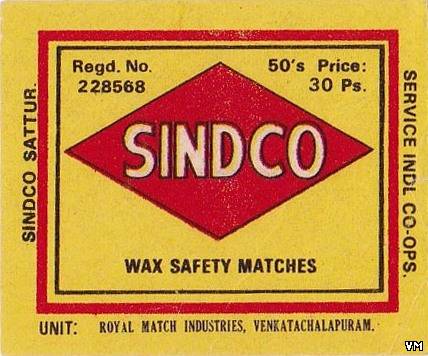 Regd. No.
228568
50's Price:
30 Ps.
SINDCO
WAX SAFETY MATCHES
SINDCO SATTUR.
SERVICE INDL CO-OPS.
UNIT: ROYAL MATCH INDUSTRIES, VENKATACHALAPURAM.
VM